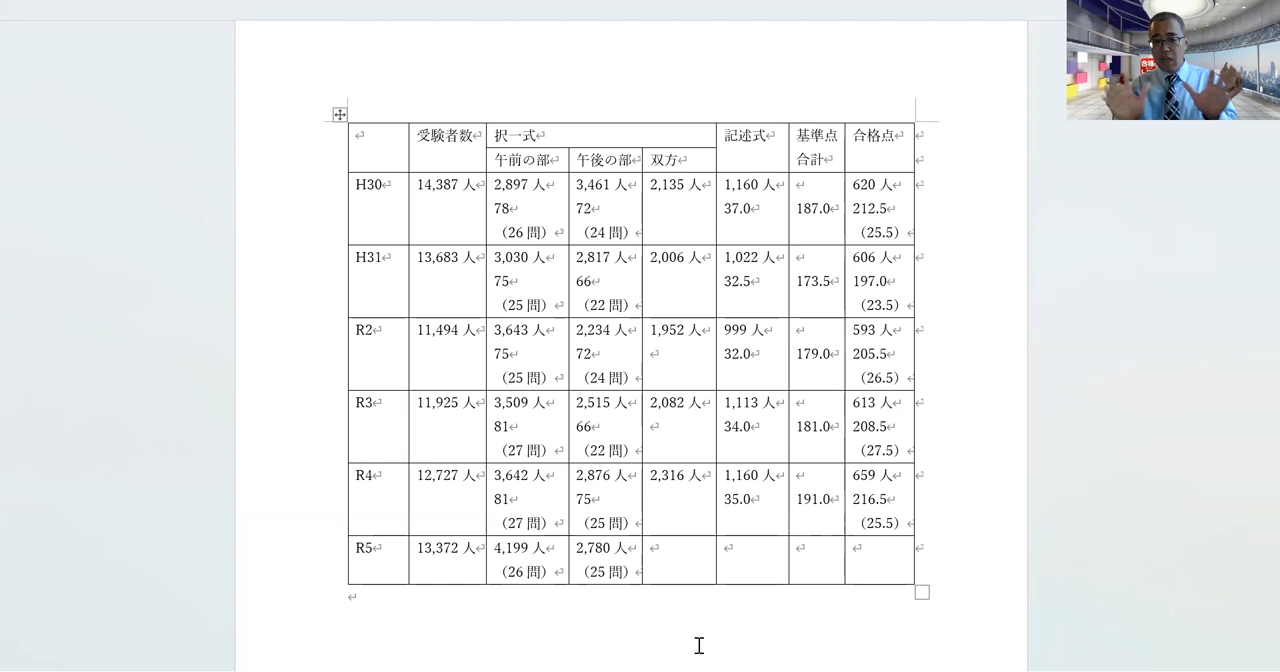 受験者数 択一式 記述式 基準点 合格点
午前の部 午後の部 双方 合計
H30 14,387 人 2,897 人 3,461 人 2,135 人 1,160 人 620 人
78 72 37.0 187.0 212.5
（26 問） （24 問） （25.5）
H31 13,683 人 3,030 人 2,817 人 2,006 人 1,022 人 606 人
75 66 32.5 173.5 197.0
（25 問） （22 問） （23.5）
R2 11,494 人 3,643 人 2,234 人 1,952 人 999 人 593 人
75 72 32.0 179.0 205.5
（25 問） （24 問） （26.5）
R3 11,925 人 3,509 人 2,515 人 2,082 人 1,113 人 613 人
81 66 34.0 181.0 208.5
（27 問） （22 問） （27.5）
R4 12,727 人 3,642 人 2,876 人 2,316 人 1,160 人 659 人
81 75 35.0 191.0 216.5
（27 問） （25 問） （25.5）
R5 13,372 人 4,199 人 2,780 人
（26 問） （25 問）